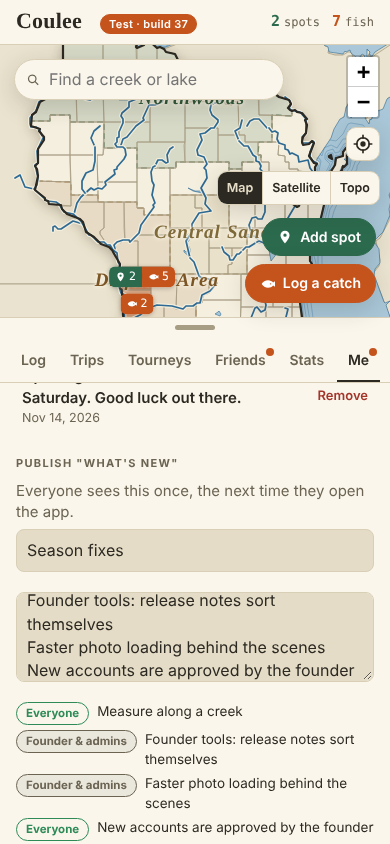 Coulee
Test · build 37
2 spots 7 fish
Find a creek or lake
Northwoods
+
−
Map Satellite Topo
Central San
Add spot
D Area
2 5
2
Log a catch
Log Trips Tourneys Friends Stats Me
Saturday. Good luck out there.
Remove
Nov 14, 2026
PUBLISH "WHAT'S NEW"
Everyone sees this once, the next time they open
the app.
Season fixes
Founder tools: release notes sort
themselves
Faster photo loading behind the scenes
New accounts are approved by the founder
Everyone Measure along a creek
Founder & admins Founder tools: release notes sort
themselves
Founder & admins Faster photo loading behind the
scenes
Everyone New accounts are approved by the founder